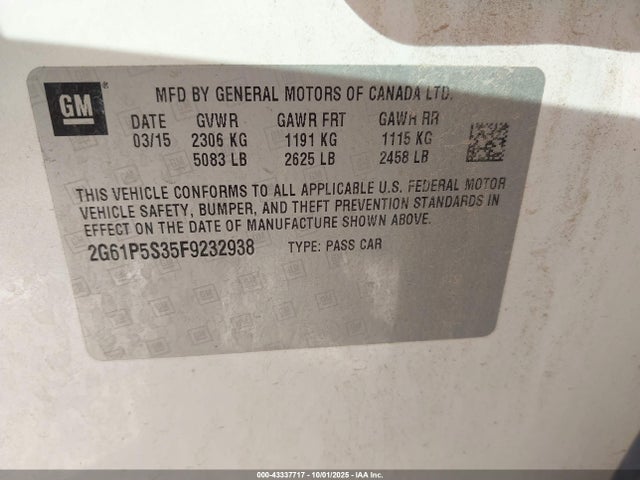 GM ®
MFD BY GENERAL MOTORS OF CANADA LTD.
DATE GVWR GAWR FRT GAWR RR
03/15 2306 KG 1191 KG 1115 KG
5083 LB 2625 LB 2458 LB
THIS VEHICLE CONFORMS TO ALL APPLICABLE U.S. FEDERAL MOTOR
VEHICLE SAFETY, BUMPER, AND THEFT PREVENTION STANDARDS IN
EFFECT ON THE DATE OF MANUFACTURE SHOWN ABOVE.
2G61P5S35F9232938 TYPE: PASS CAR
000-43337717 - 10/01/2025 - IAA Inc.